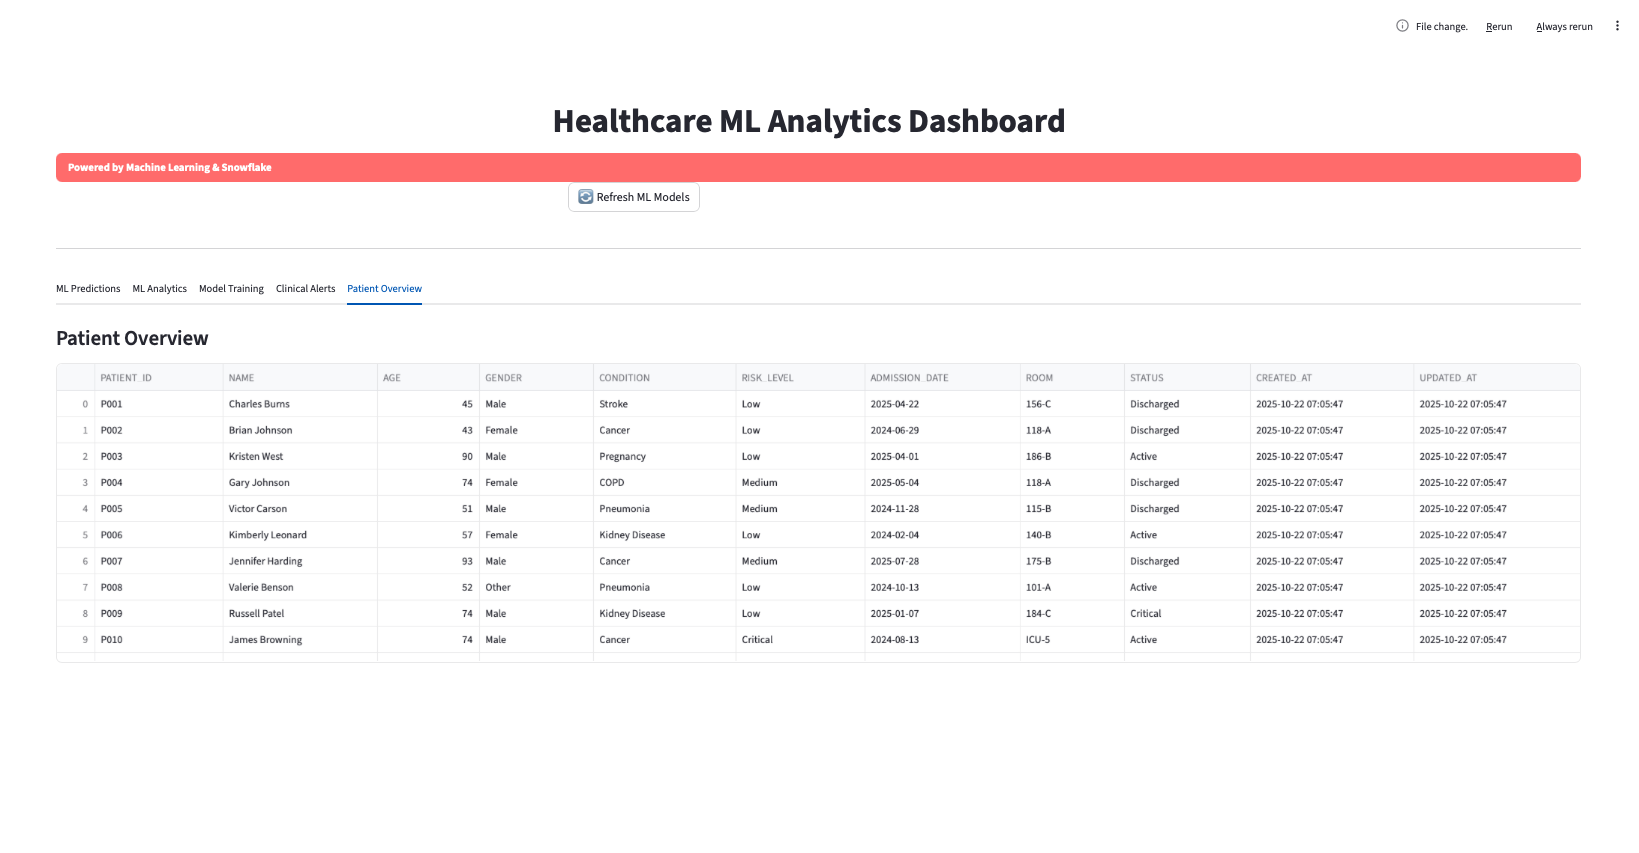 File change. Rerun Always rerun
Healthcare ML Analytics Dashboard
Powered by Machine Learning & Snowflake
Refresh ML Models
ML Predictions ML Analytics Model Training Clinical Alerts Patient Overview
Patient Overview
PATIENT_ID NAME AGE GENDER CONDITION RISK_LEVEL ADMISSION_DATE ROOM STATUS CREATED_AT UPDATED_AT
0 P001 Charles Burns 45 Male Stroke Low 2025-04-22 156-C Discharged 2025-10-22 07:05:47 2025-10-22 07:05:47
1 P002 Brian Johnson 43 Female Cancer Low 2024-06-29 118-A Discharged 2025-10-22 07:05:47 2025-10-22 07:05:47
2 P003 Kristen West 90 Male Pregnancy Low 2025-04-01 186-B Active 2025-10-22 07:05:47 2025-10-22 07:05:47
3 P004 Gary Johnson 74 Female COPD Medium 2025-05-04 118-A Discharged 2025-10-22 07:05:47 2025-10-22 07:05:47
4 P005 Victor Carson 51 Male Pneumonia Medium 2024-11-28 115-B Discharged 2025-10-22 07:05:47 2025-10-22 07:05:47
5 P006 Kimberly Leonard 57 Female Kidney Disease Low 2024-02-04 140-B Active 2025-10-22 07:05:47 2025-10-22 07:05:47
6 P007 Jennifer Harding 93 Male Cancer Medium 2025-07-28 175-B Discharged 2025-10-22 07:05:47 2025-10-22 07:05:47
7 P008 Valerie Benson 52 Other Pneumonia Low 2024-10-13 101-A Active 2025-10-22 07:05:47 2025-10-22 07:05:47
8 P009 Russell Patel 74 Male Kidney Disease Low 2025-01-07 184-C Critical 2025-10-22 07:05:47 2025-10-22 07:05:47
9 P010 James Browning 74 Male Cancer Critical 2024-08-13 ICU-5 Active 2025-10-22 07:05:47 2025-10-22 07:05:47